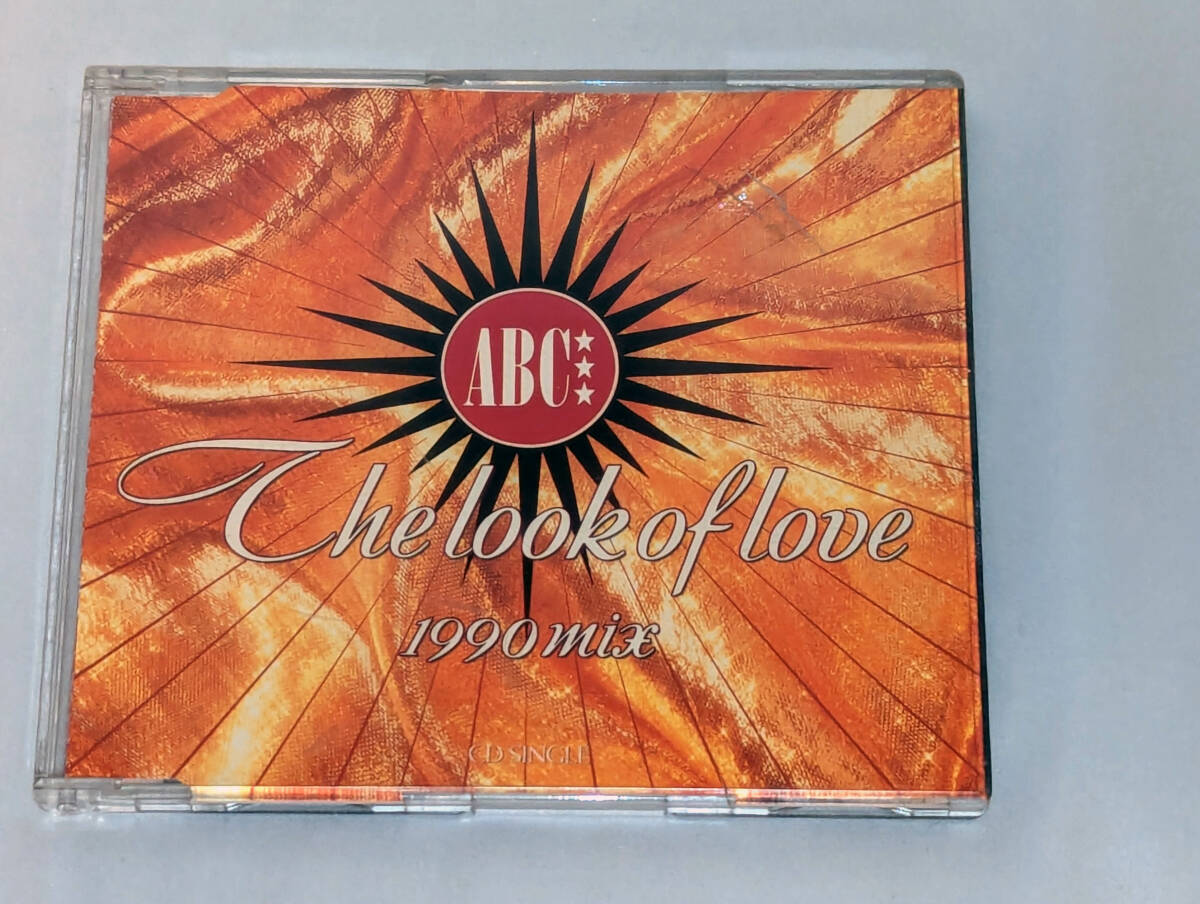 ABC
The look of love
1990 mix
CD SINGLE